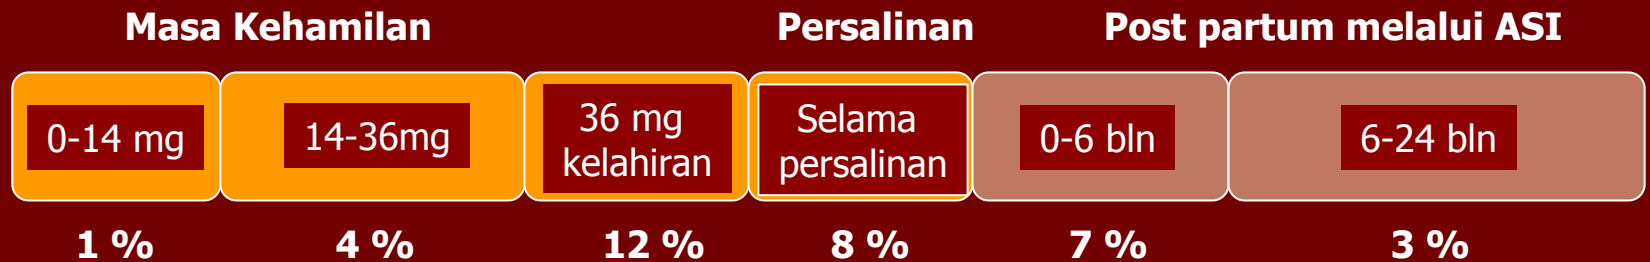 Masa Kehamilan
Persalinan
Post partum melalui ASI
0-14 mg
14-36mg
36 mg
kelahiran
Selama
persalinan
0-6 bln
6-24 bln
1 %
4 %
12 %
8 %
7 %
3 %